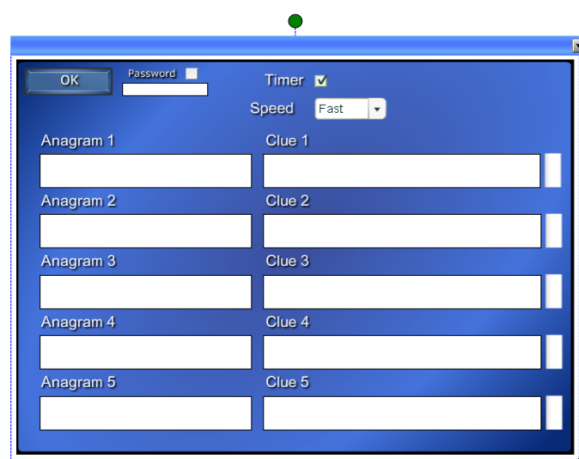 OK Password Timer
Speed Fast
Anagram 1 Clue 1
Anagram 2 Clue 2
Anagram 3 Clue 3
Anagram 4 Clue 4
Anagram 5 Clue 5